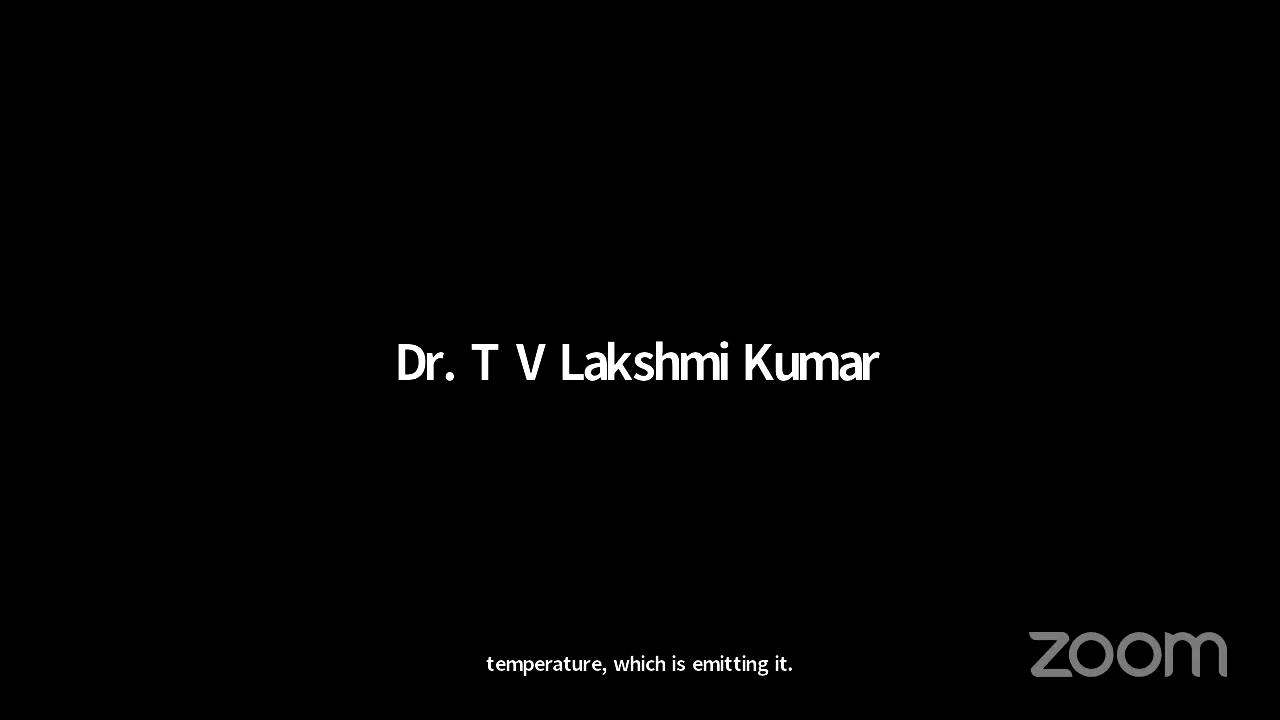 Dr. T V Lakshmi Kumar
temperature, which is emitting it.
zoom